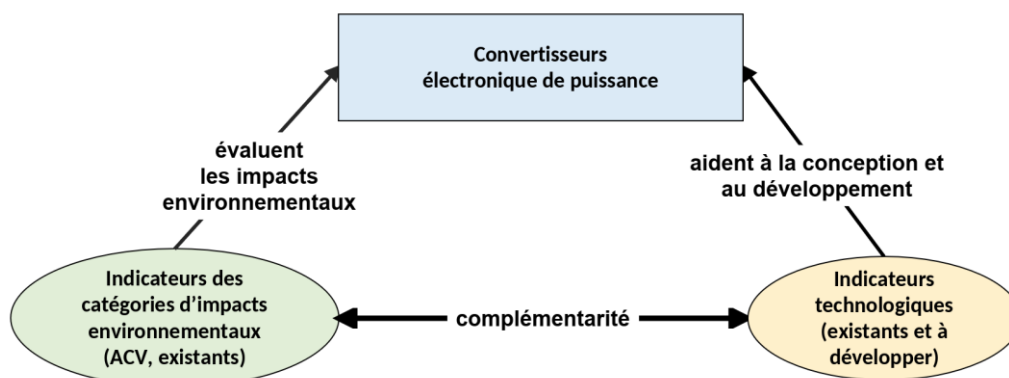 Convertisseurs
électronique de puissance
évaluent
les impacts
environnementaux
aident à la conception et
au développement
Indicateurs des
catégories d'impacts
environnementaux
(ACV, existants)
complémentarité
Indicateurs
technologiques
(existants et à
développer)